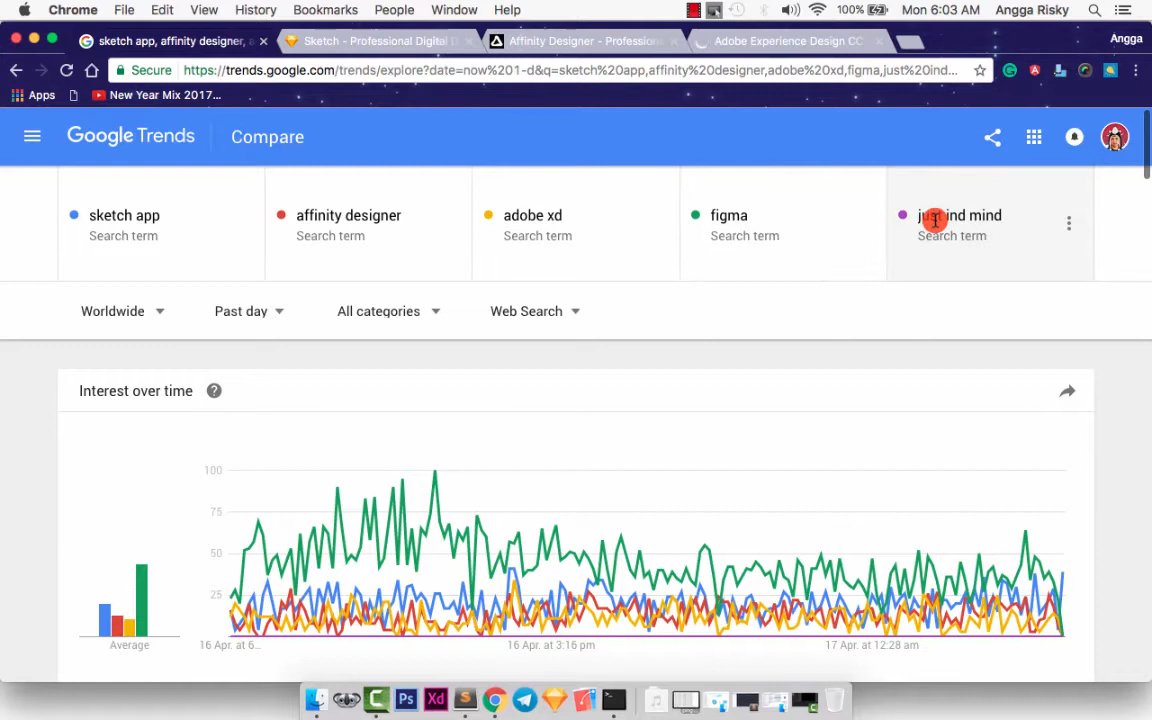 Chrome File Edit View History Bookmarks People Window Help 100% Mon 6:03 AM Angga Risky
sketch app, affinity designer, a Sketch - Professional Digital Affinity Designer - Profession Adobe Experience Design CC Angga
Secure https://trends.google.com/trends/explore?date=now%201-d&q=sketch%20app,affinity%20designer,adobe%20xd,figma,just%20ind...
Apps New Year Mix 2017...
Google Trends Compare
sketch app affinity designer adobe xd figma just ind mind
Search term Search term Search term Search term Search term
Worldwide Past day All categories Web Search
Interest over time ?
100
75
50
25
Average 16 Apr. at 6... 16 Apr. at 3:16 pm 17 Apr. at 12:28 am
Ps Xd S